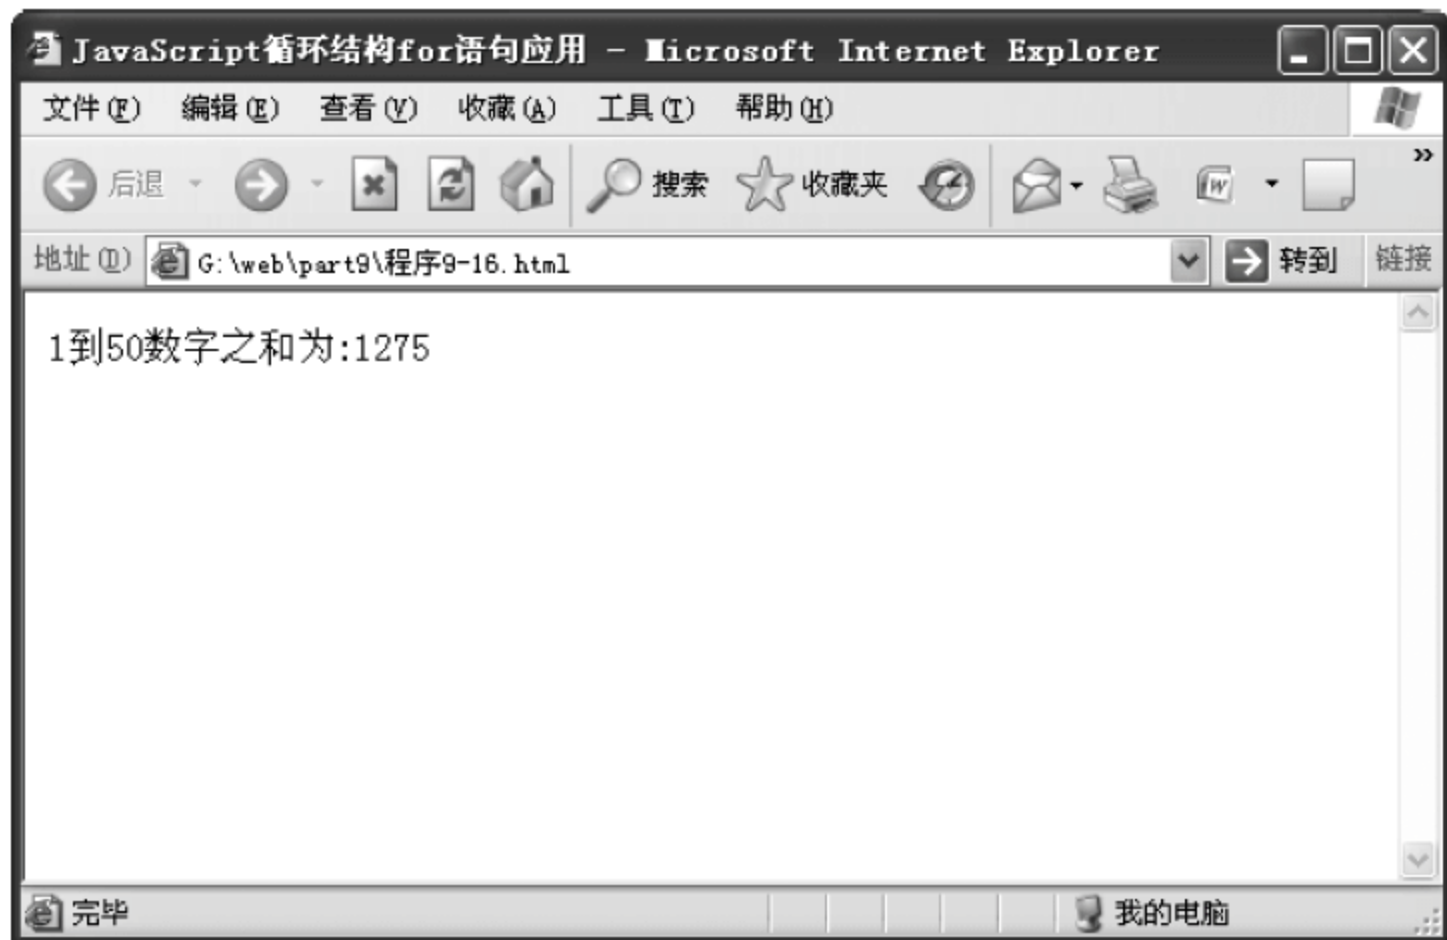 JavaScript循环结构for语句应用 - Microsoft Internet Explorer
文件(F) 编辑(E) 查看(V) 收藏(A) 工具(T) 帮助(H)
后退 搜索 收藏夹 W »
地址(D) G:\web\part9\程序9-16.html 转到 链接
1到50数字之和为:1275
完毕 我的电脑